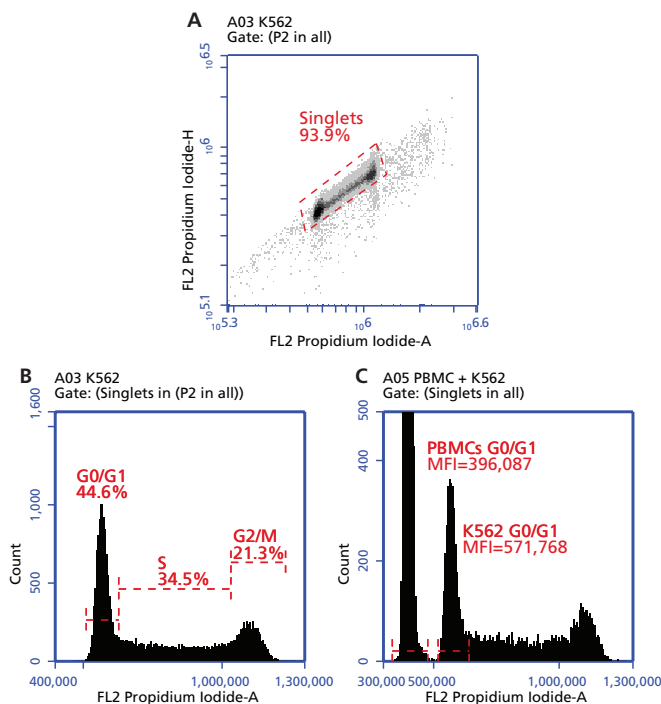 A
A03 K562
Gate: (P2 in all)
10 6.5
Singlets
93.9%
10 6
FL2 Propidium Iodide-H
10 5.1
10 5.3
10 6
10 6.6
FL2 Propidium Iodide-A
B
A03 K562
Gate: (Singlets in (P2 in all))
1,600
G0/G1
44.6%
1,000
G2/M
21.3%
S
34.5%
Count
500
0
400,000
1,000,000
1,300,000
FL2 Propidium Iodide-A
C
A05 PBMC + K562
Gate: (Singlets in all)
500
PBMCs G0/G1
MFI=396,087
400
K562 G0/G1
MFI=571,768
Count
200
0
300,000
500,000
1,000,000
1,300,000
FL2 Propidium Iodide-A